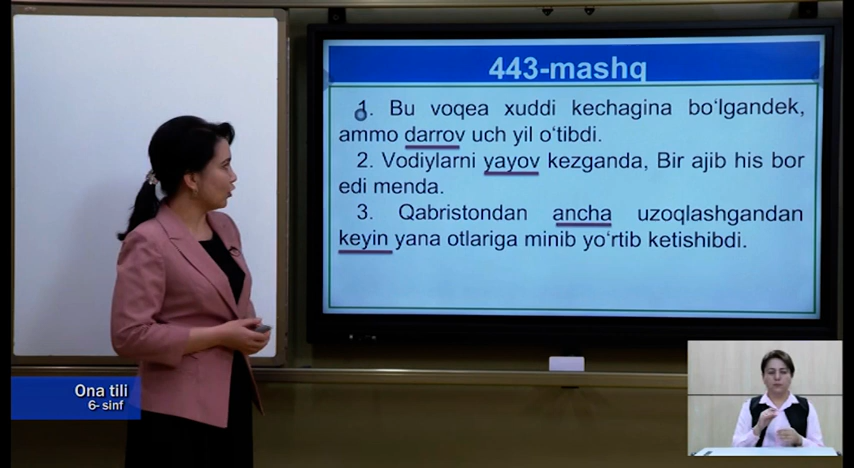 443-mashq
1. Bu voqea xuddi kechagina bo‘lgandek,
ammo darrov uch yil o‘tibdi.
2. Vodiylarni yayov kezganda, Bir ajib his bor
edi menda.
3. Qabristondan ancha uzoqlashgandan
keyin yana otlariga minib yo‘rtib ketishibdi.
Ona tili
6- sinf